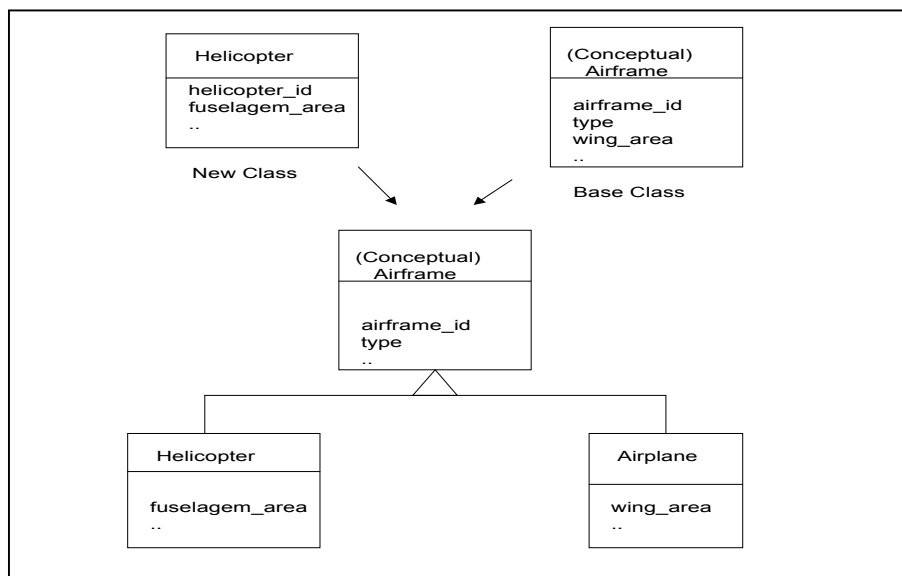 Helicopter
helicopter_id
fuselagem_area
..
New Class
(Conceptual)
Airframe
airframe_id
type
wing_area
..
Base Class
(Conceptual)
Airframe
airframe_id
type
..
Helicopter
fuselagem_area
..
Airplane
wing_area
..